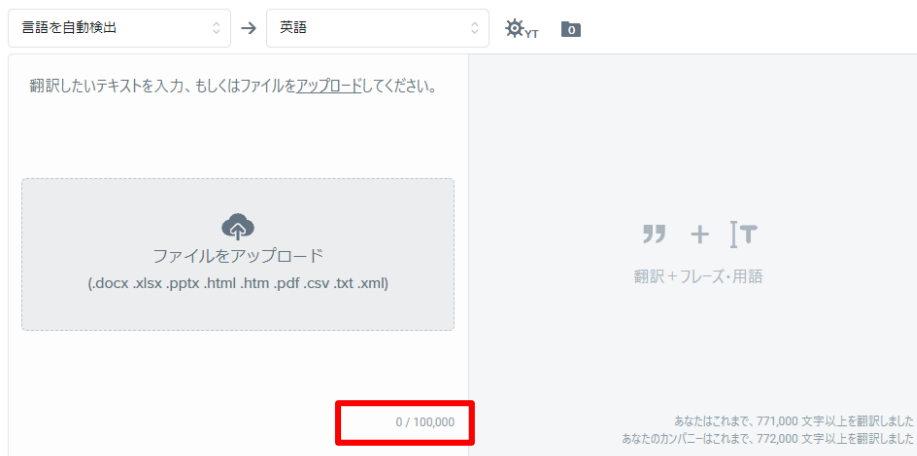 言語を自動検出
英語
YT
0
翻訳したいテキストを入力、もしくはファイルをアップロードしてください。
ファイルをアップロード
(.docx .xlsx .pptx .html .htm .pdf .csv .txt .xml)
翻訳+フレーズ・用語
0 / 100,000
あなたはこれまで、771,000 文字以上を翻訳しました
あなたのカンパニーはこれまで、772,000 文字以上を翻訳しました